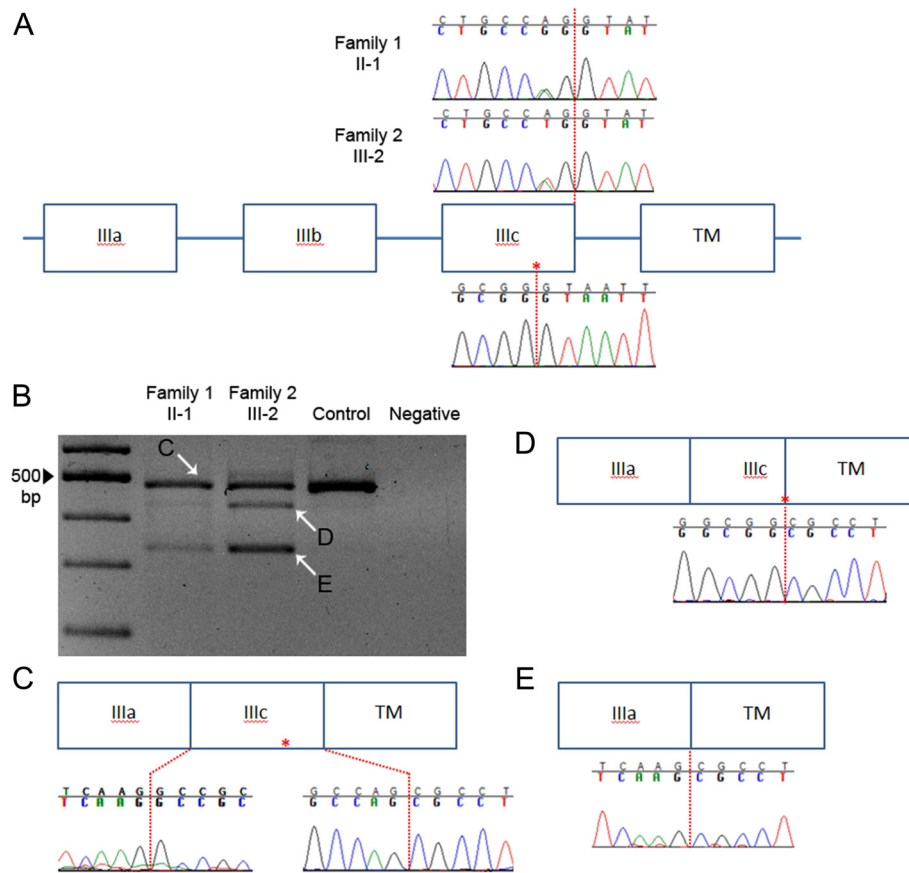 A
Family 1
II-1
C T G C C A G G T A T
C T G C C G G G T A T
Family 2
III-2
C T G C C A G G T A T
C T G C C T G G T A T
IIIa
IIIb
IIIc
TM
*
G C G G G T A A T T
G C G G G T A A T T
B
Family 1
II-1
Family 2
III-2
Control
Negative
500
bp
C
D
E
D
IIIa
IIIc
TM
*
G G C G G C G C C T
G G C G G C G C C T
C
IIIa
IIIc
TM
*
T C A A G G C C G C
T C A A G G C C G C
G C C A G C G C C T
G C C A G C G C C T
E
IIIa
TM
T C A A G C G C C T
T C A A G C G C C T